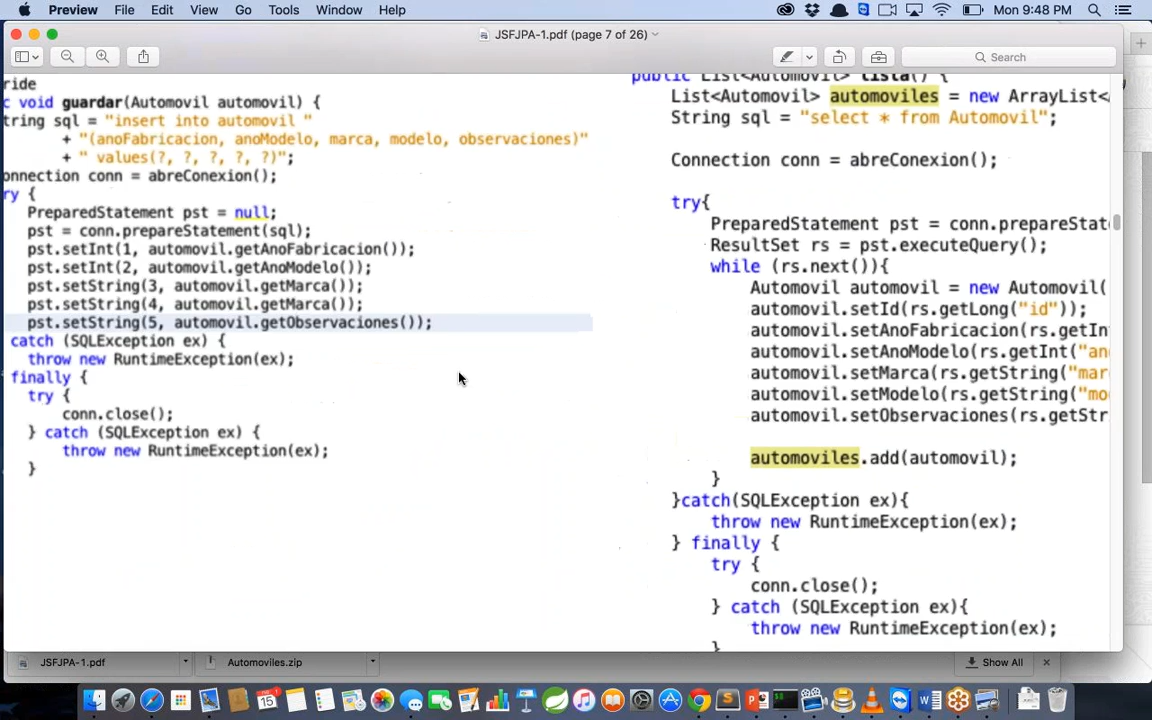 Preview File Edit View Go Tools Window Help
Mon 9:48 PM
JSFJPA-1.pdf (page 7 of 26)
Search
ride
c void guardar(Automovil automovil) {
tring sql = "insert into automovil "
+ "(anoFabricacion, anoModelo, marca, modelo, observaciones)"
+ " values(?, ?, ?, ?, ?)";
onnection conn = abreConexion();
ry {
PreparedStatement pst = null;
pst = conn.prepareStatement(sql);
pst.setInt(1, automovil.getAnoFabricacion());
pst.setInt(2, automovil.getAnoModelo());
pst.setString(3, automovil.getMarca());
pst.setString(4, automovil.getMarca());
pst.setString(5, automovil.getObservaciones());
catch (SQLException ex) {
throw new RuntimeException(ex);
finally {
try {
conn.close();
} catch (SQLException ex) {
throw new RuntimeException(ex);
}
public List<Automovil> lista() {
List<Automovil> automoviles = new ArrayList<
String sql = "select * from Automovil";
Connection conn = abreConexion();
try{
PreparedStatement pst = conn.prepareStat
ResultSet rs = pst.executeQuery();
while (rs.next()){
Automovil automovil = new Automovil(
automovil.setId(rs.getLong("id"));
automovil.setAnoFabricacion(rs.getIn
automovil.setAnoModelo(rs.getInt("an
automovil.setMarca(rs.getString("mar
automovil.setModelo(rs.getString("mo
automovil.setObservaciones(rs.getStr
automoviles.add(automovil);
}
}catch(SQLException ex){
throw new RuntimeException(ex);
} finally {
try {
conn.close();
} catch (SQLException ex){
throw new RuntimeException(ex);
}
JSFJPA-1.pdf
Automoviles.zip
Show All